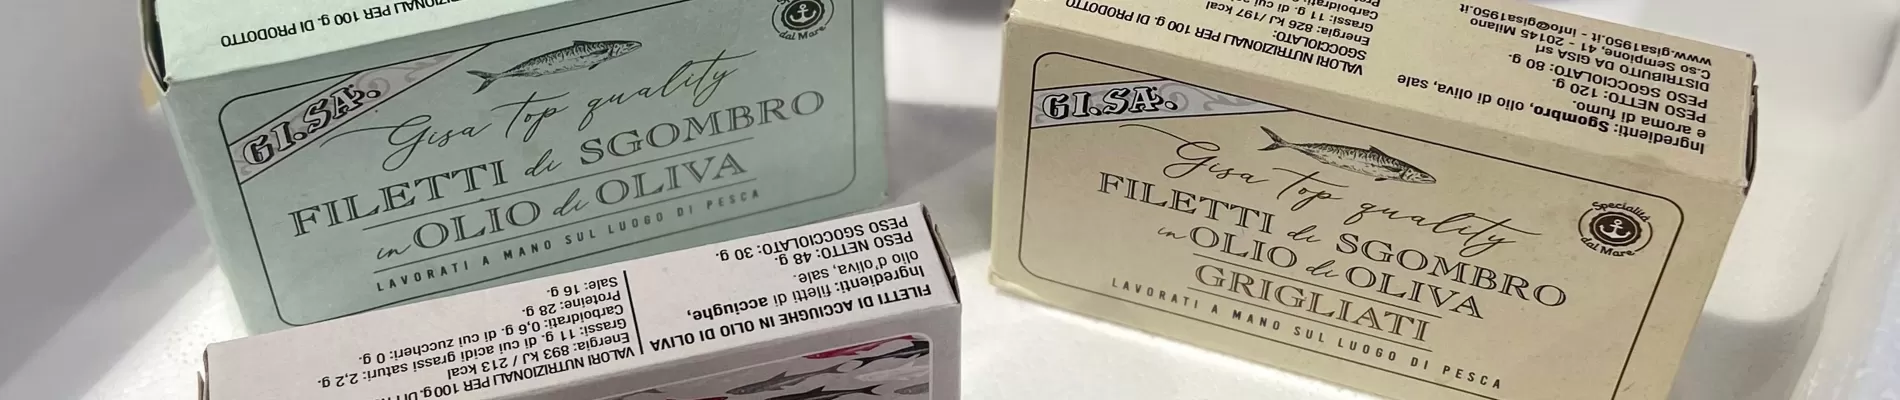 DI PRODOTTO
NUTRIZIONALI PER 100 g.
dal Mare
GI.SA.
Gisa Top quality
FILETTI di SGOMBRO
in OLIO di OLIVA
LAVORATI A MANO SUL LUOGO DI PESCA
FILETTI DI ACCIUGHE IN OLIO DI OLIVA
Ingredienti: filetti di acciughe,
olio d'oliva, sale.
PESO NETTO: 48 g.
PESO SGOCCIOLATO: 30 g.
VALORI NUTRIZIONALI PER 100 g.
Energia: 893 kJ / 213 kcal
Grassi: 11 g. di cui acidi grassi saturi: 2,2 g.
Carboidrati: 0,6 g. di cui zuccheri: 0 g.
Proteine: 28 g.
Sale: 16 g.
Ingredienti: Sgombro, olio di oliva, sale
e aroma di fumo.
PESO NETTO: 120 g.
PESO SGOCCIOLATO: 80 g.
DISTRIBUITO DA GISA srl
C.so Sempione, 41 - 20145 Milano
www.gisa1950.it - info@gisa1950.it
VALORI NUTRIZIONALI PER 100 g. DI PRODOTTO
SGOCCIOLATO:
Energia: 826 kJ /197 kcal
Grassi: 11 g. di cui
GI.SA.
Gisa Top quality
FILETTI di SGOMBRO
in OLIO di OLIVA
GRIGLIATI
LAVORATI A MANO SUL LUOGO DI PESCA
Specialità
dal Mare